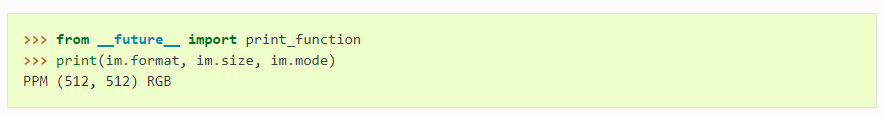 >>> from __future__ import print_function
>>> print(im.format, im.size, im.mode)
PPM (512, 512) RGB